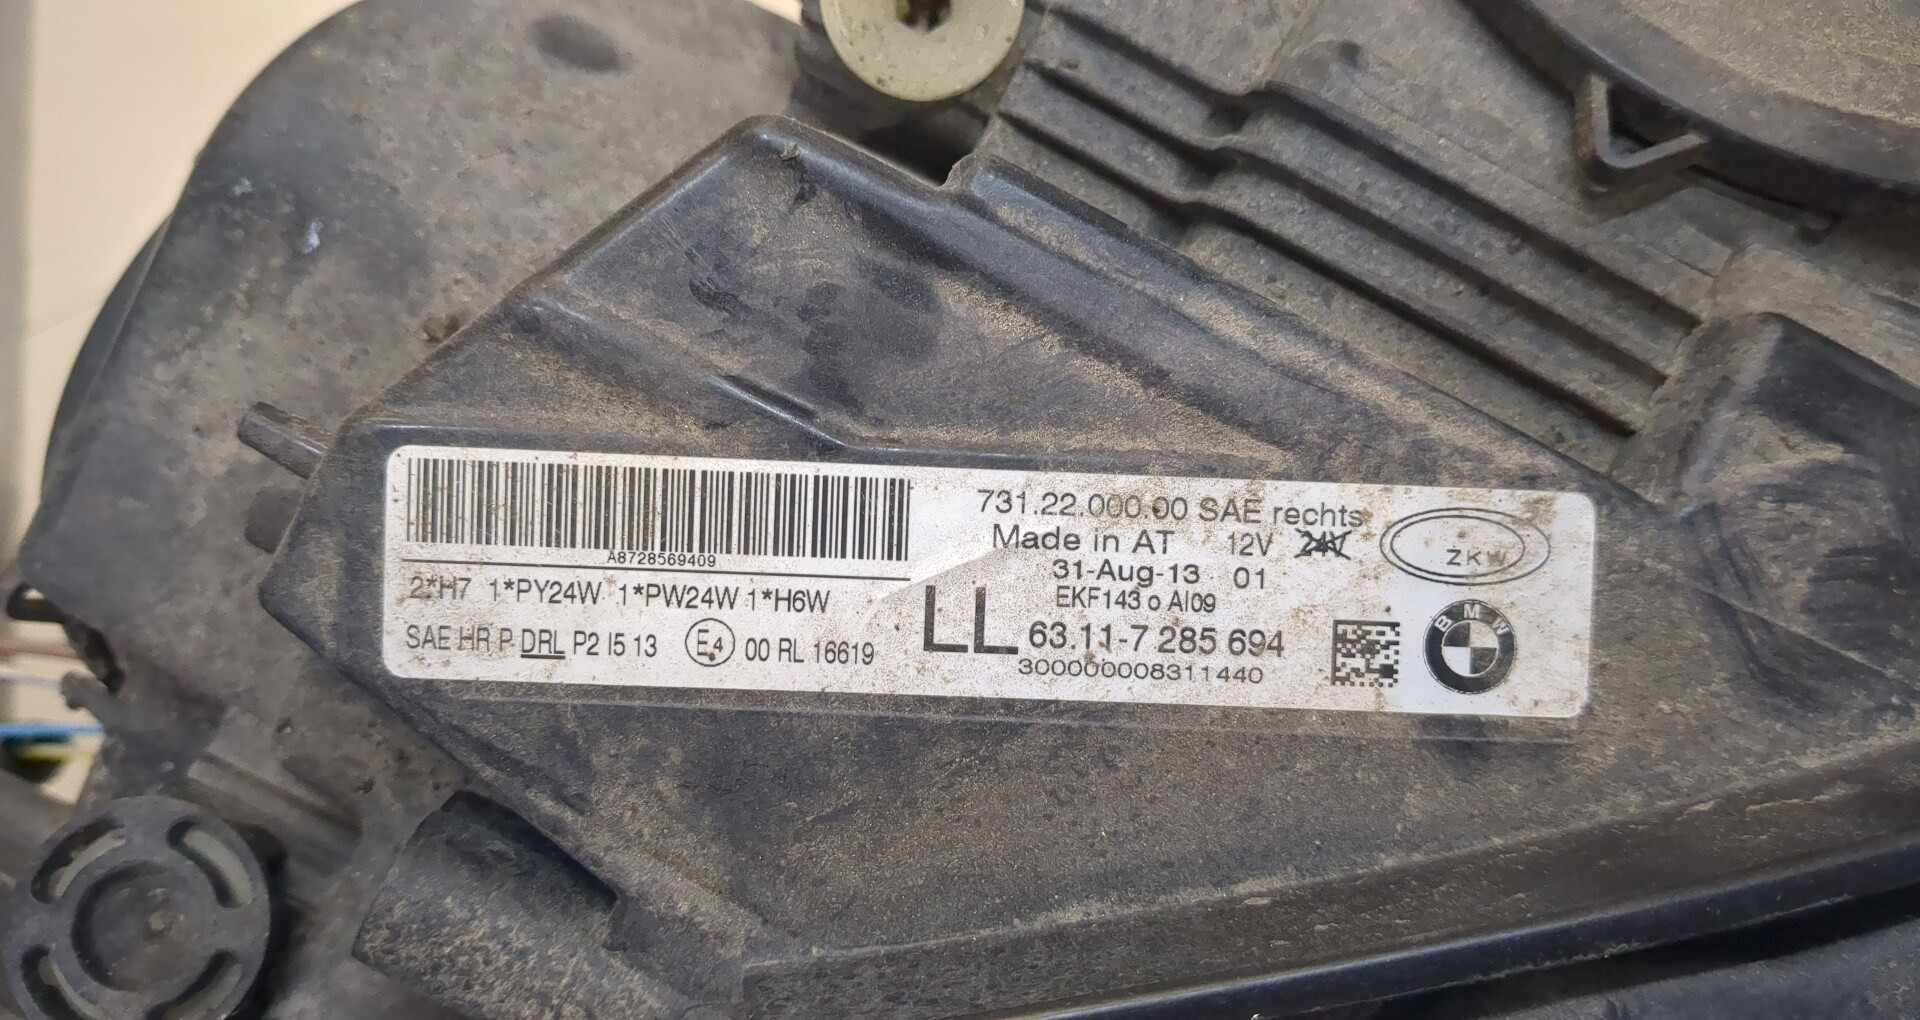 A8728569409
2*H7 1*PY24W 1*PW24W 1*H6W
SAE HR P DRL P2 I5 13 E4 00 RL 16619
731.22.000.00 SAE rechts
Made in AT 12V 24V
31-Aug-13 01
EKF143 o AI09
LL 63.11-7 285 694
300000008311440
ZKW
BMW